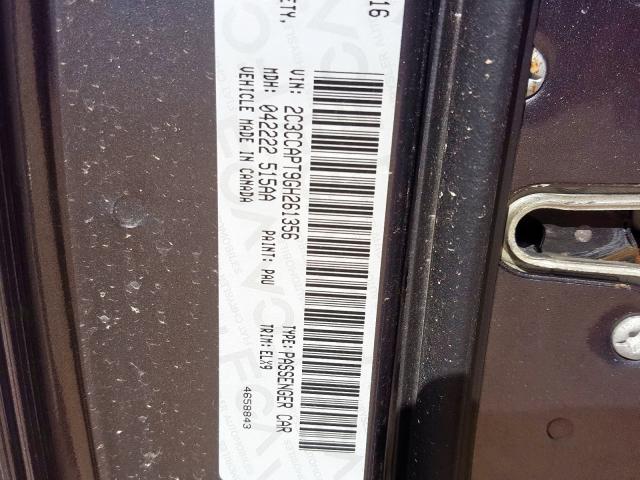 16
ETY,
VIN: 2C3CCAPT9GH261356 TYPE: PASSENGER CAR
MDH: 042222 515AA PAINT: PAU TRIM: ELX9
VEHICLE MADE IN CANADA 4658843